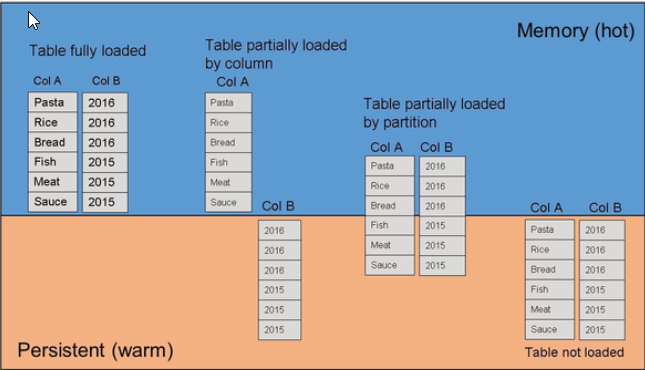 Memory (hot)
Table fully loaded
Col A Col B
Pasta 2016
Rice 2016
Bread 2016
Fish 2015
Meat 2015
Sauce 2015
Table partially loaded
by column
Col A
Pasta
Rice
Bread
Fish
Meat
Sauce
Col B
2016
2016
2016
2015
2015
2015
Table partially loaded
by partition
Col A Col B
Pasta 2016
Rice 2016
Bread 2016
Fish 2015
Meat 2015
Sauce 2015
Col A Col B
Pasta 2016
Rice 2016
Bread 2016
Fish 2015
Meat 2015
Sauce 2015
Table not loaded
Persistent (warm)